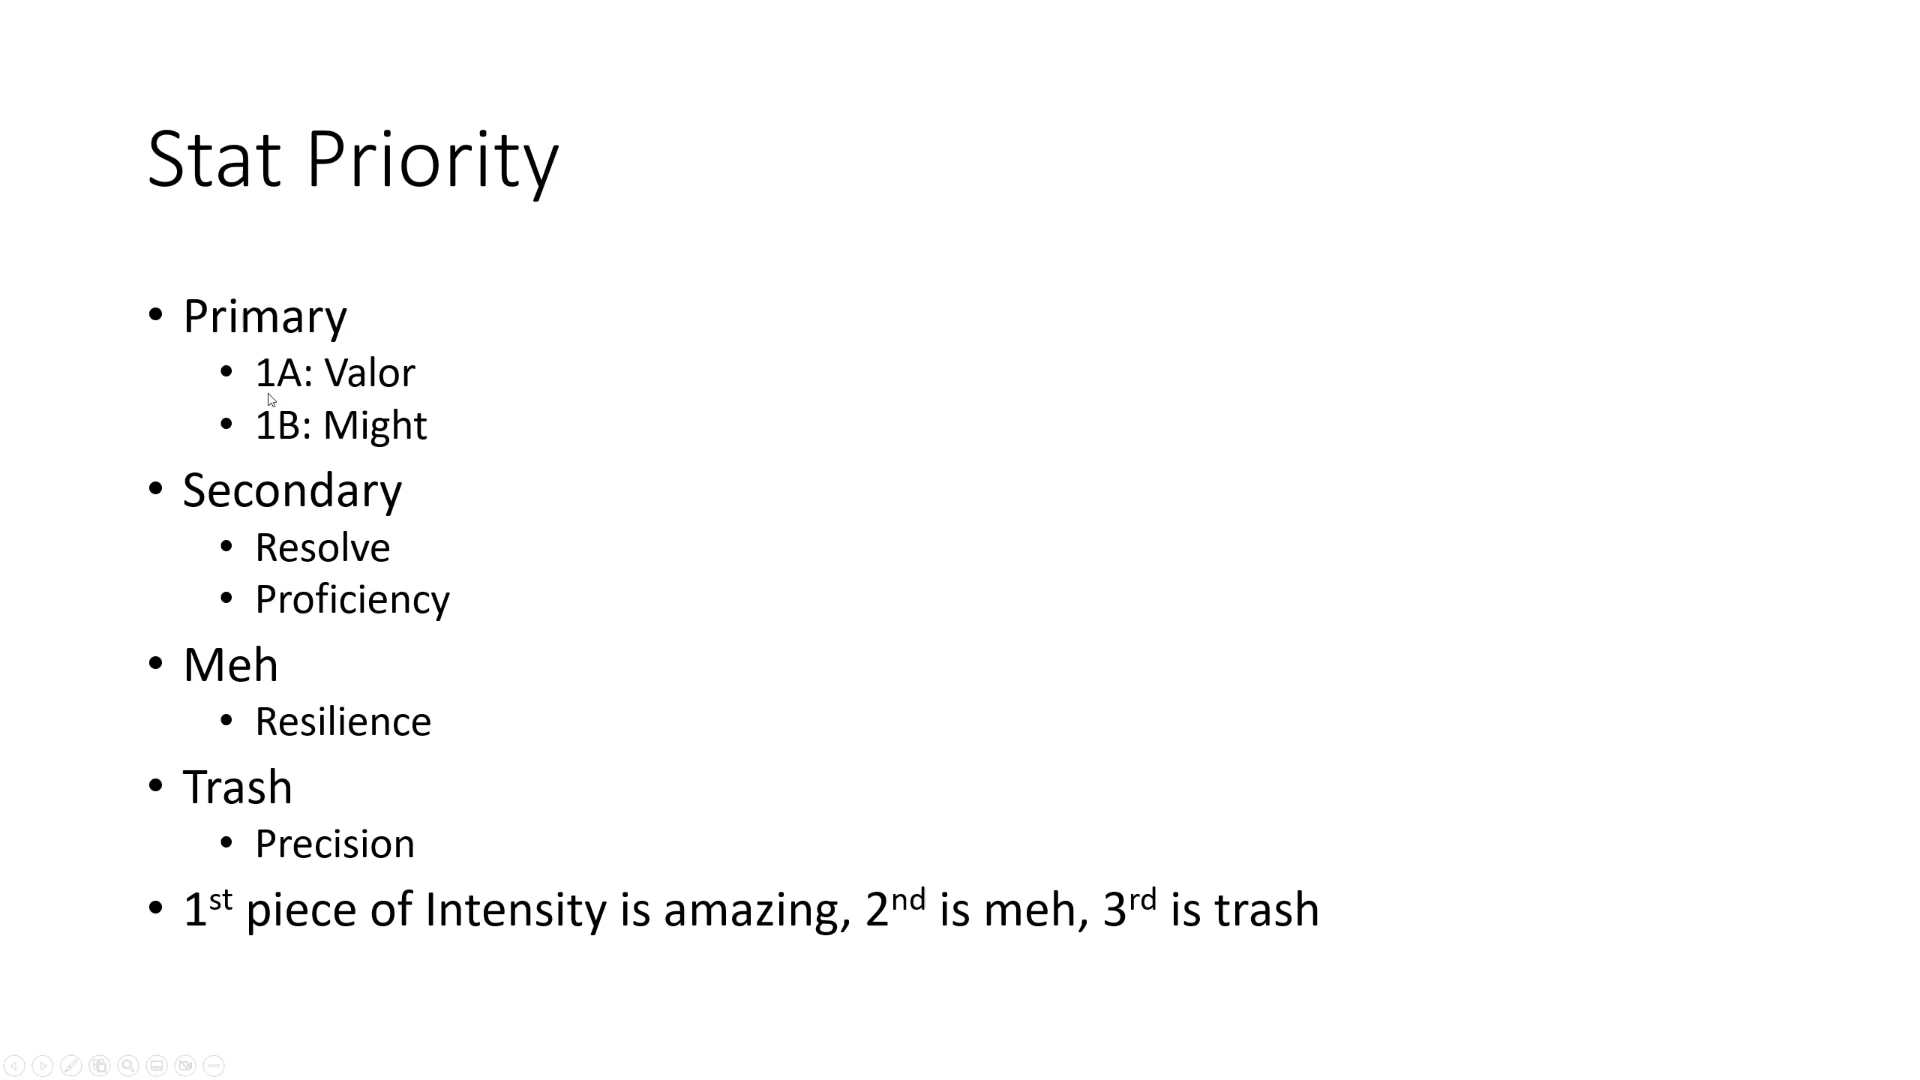 Stat Priority
• Primary
• 1A: Valor
• 1B: Might
• Secondary
• Resolve
• Proficiency
• Meh
• Resilience
• Trash
• Precision
• 1st piece of Intensity is amazing, 2nd is meh, 3rd is trash